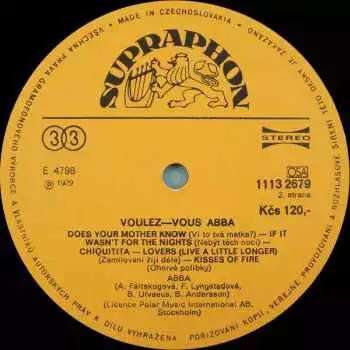 MADE IN CZECHOSLOVAKIA
VŠECHNA PRÁVA GRAMOFONOVÉHO VÝROBCE A VLASTNÍKŮ AUTORSKÝCH PRÁV K DÍLU VYHRAZENA. POŘIZOVÁNÍ KOPIÍ, VEŘEJNÉ PROVOZOVÁNÍ A ROZHLASOVÉ ŠÍŘENÍ TÉTO DESKY JE ZAKÁZÁNO
SUPRAPHON
33
STEREO
E 4798
℗ 1979
OSA
1113 2679
2. strana
Kčs 120,-
VOULEZ—VOUS ABBA
DOES YOUR MOTHER KNOW (Ví to tvá matka?) — IF IT
WASN'T FOR THE NIGHTS (Nebýt těch nocí) —
CHIQUITITA — LOVERS (LIVE A LITTLE LONGER)
(Zamilovaní žijí déle) — KISSES OF FIRE
(Ohnivé polibky)
ABBA
(A. Fältskogová, F. Lyngstadová,
B. Ulvaeus, B. Andersson)
(Licence Polar Music International AB,
Stockholm)